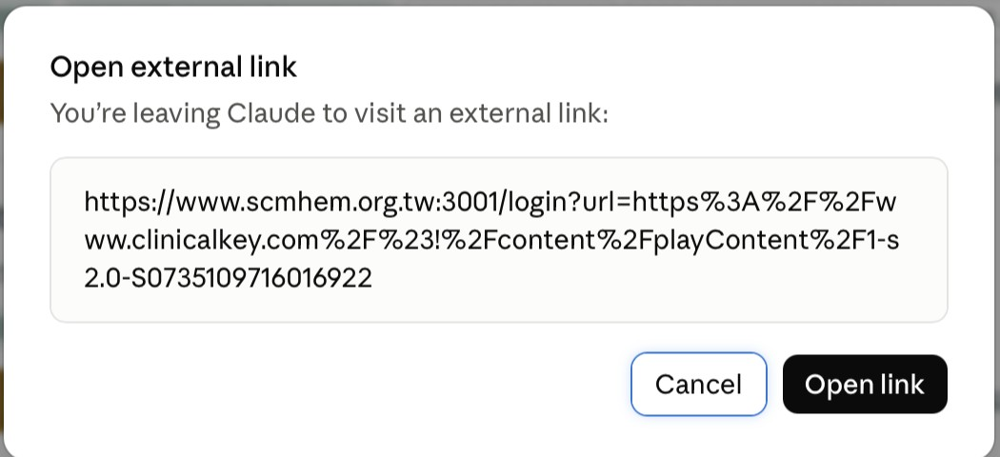 Open external link
You’re leaving Claude to visit an external link:
https://www.scmhem.org.tw:3001/login?url=https%3A%2F%2Fw
ww.clinicalkey.com%2F%23!%2Fcontent%2FplayContent%2F1-s
2.0-S0735109716016922
Cancel
Open link